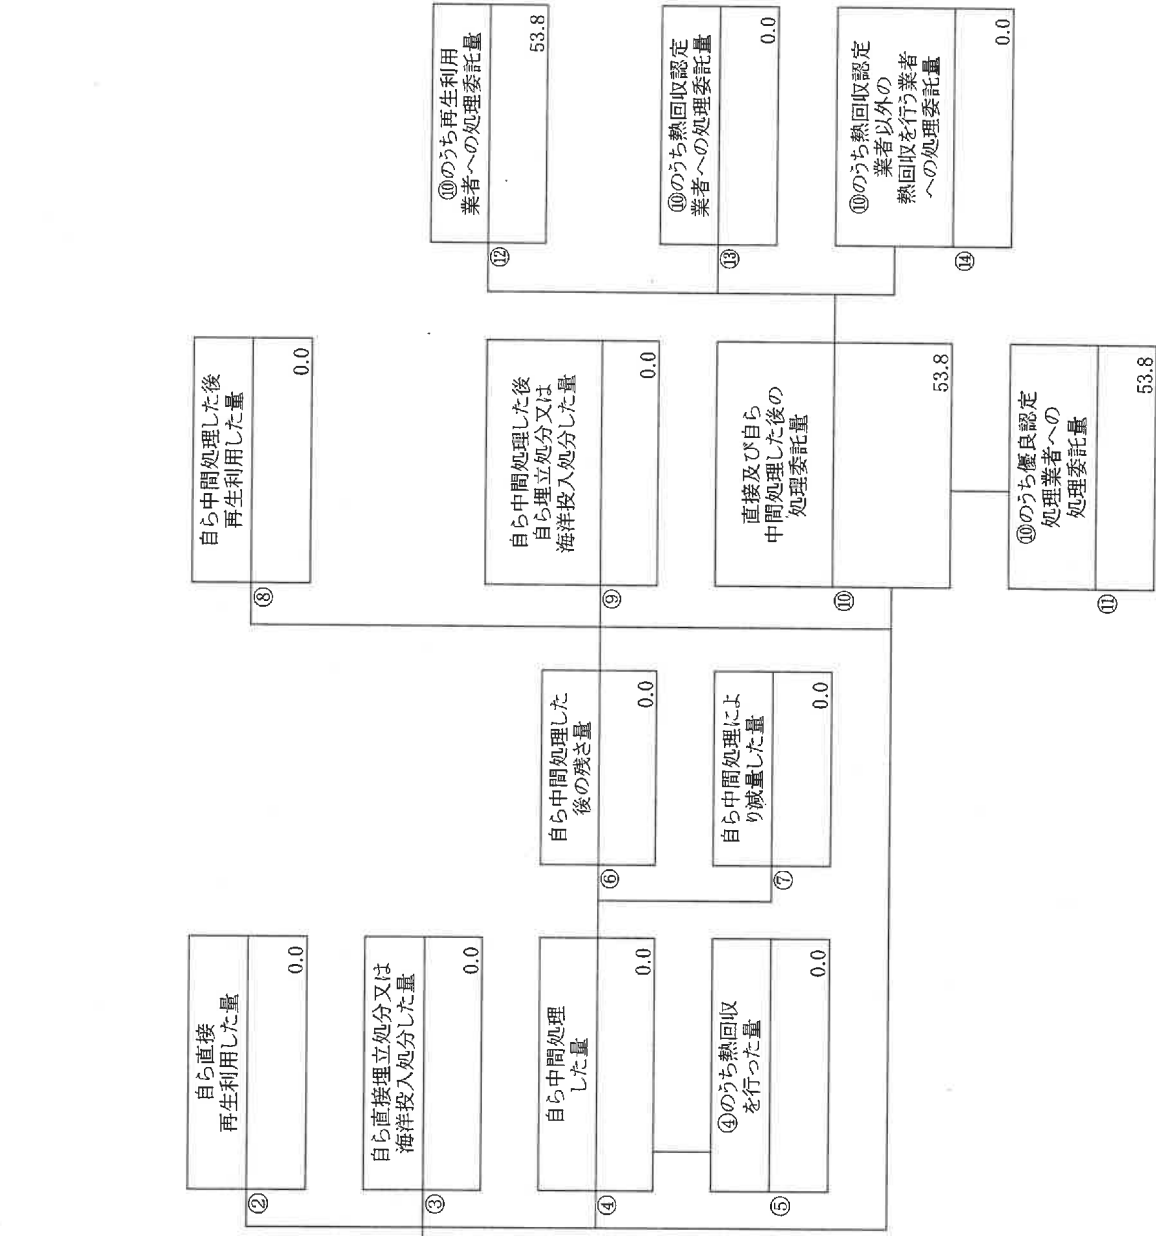 ②
自ら直接
再生利用した量
0.0
③
自ら直接埋立処分又は
海洋投入処分した量
0.0
④
自ら中間処理
した量
0.0
⑤
④のうち熱回収
を行った量
0.0
⑥
自ら中間処理した
後の残さ量
0.0
⑦
自ら中間処理によ
り減量した量
0.0
⑧
自ら中間処理した後
再生利用した量
0.0
⑨
自ら中間処理した後
自ら埋立処分又は
海洋投入処分した量
0.0
⑩
直接及び自ら
中間処理した後の
処理委託量
53.8
⑪
⑩のうち優良認定
処理業者への
処理委託量
53.8
⑫
⑩のうち再生利用
業者への処理委託量
53.8
⑬
⑩のうち熱回収認定
業者への処理委託量
0.0
⑭
⑩のうち熱回収認定
業者以外の
熱回収を行う業者
への処理委託量
0.0